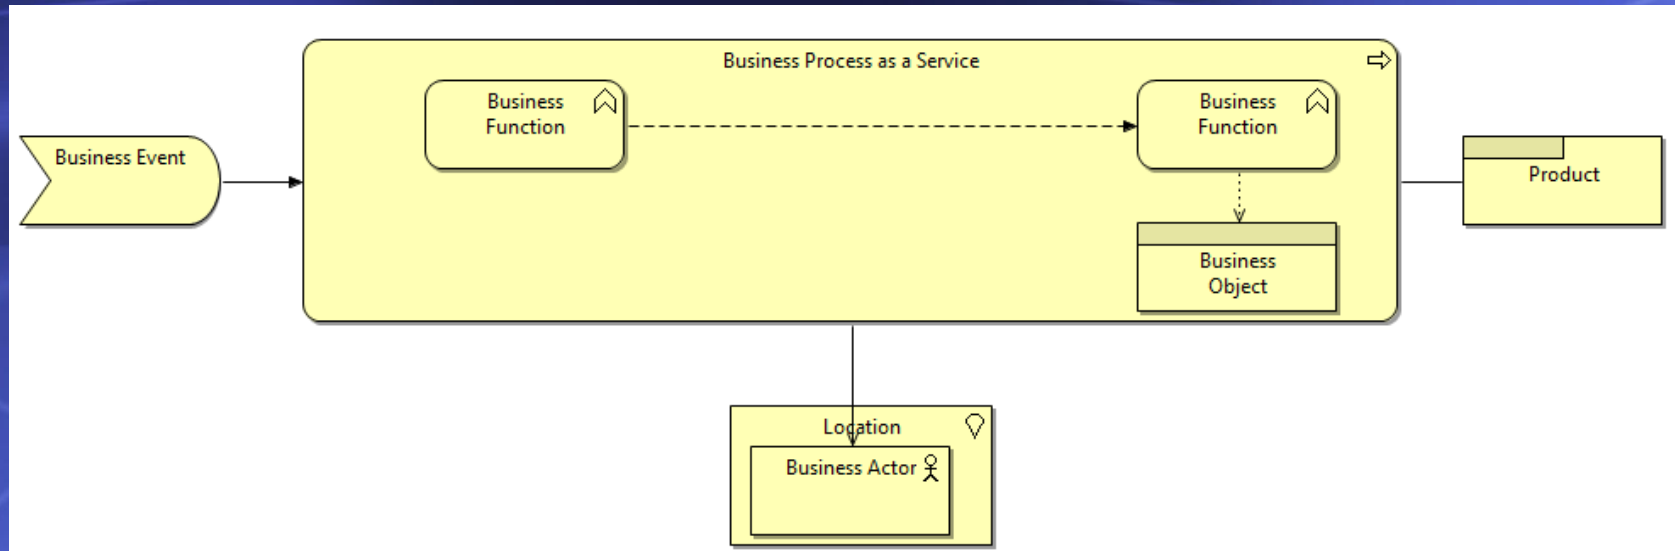 Business Process as a Service
Business
Function
Business
Function
Business Event
Product
Business
Object
Location
Business Actor